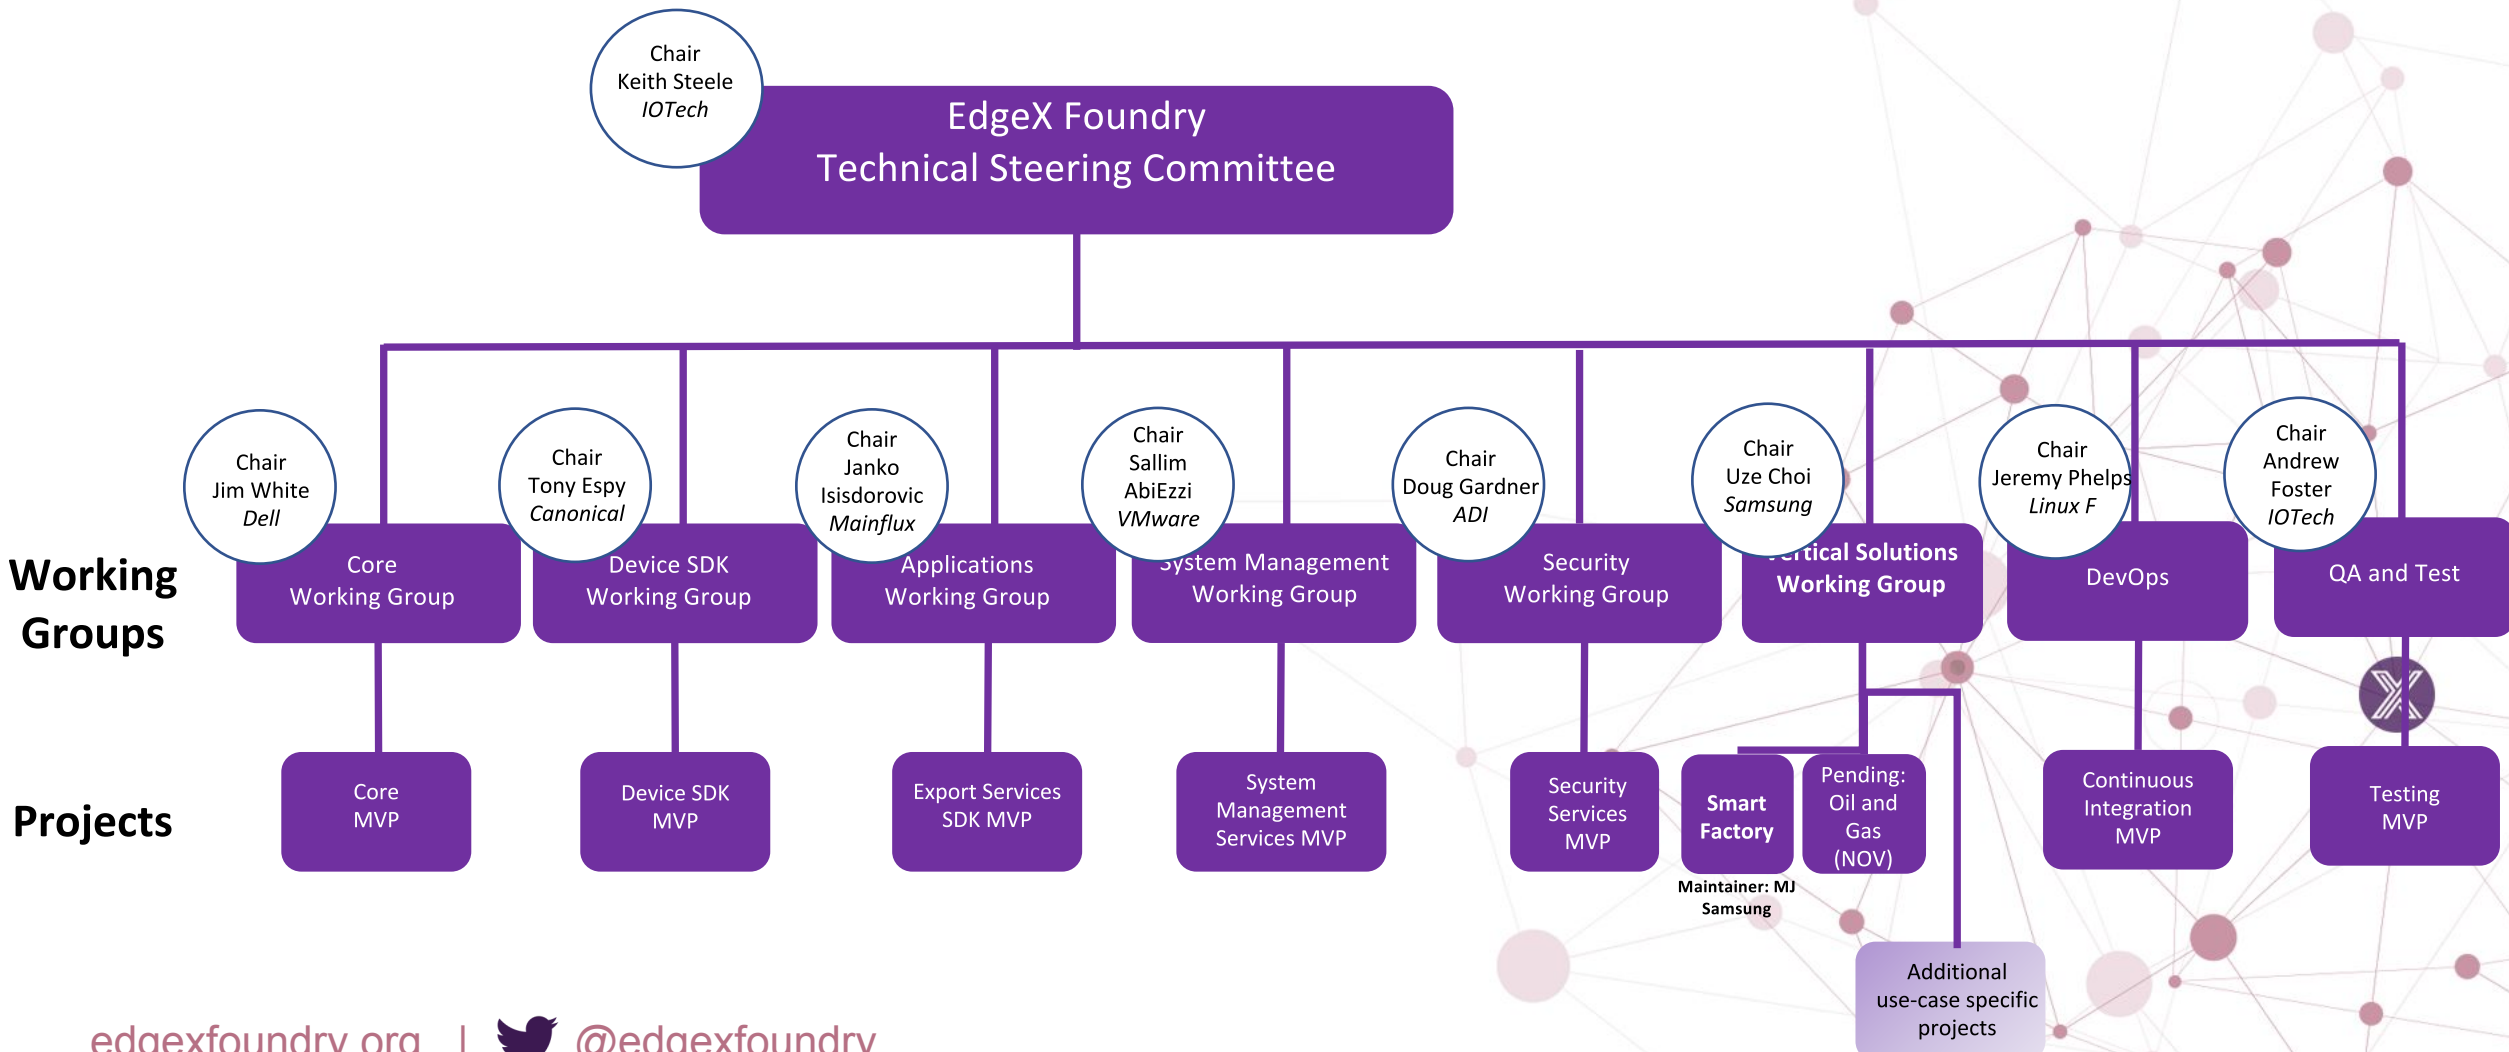 Chair
Keith Steele
IOTech
EdgeX Foundry
Technical Steering Committee
Chair
Jim White
Dell
Chair
Tony Espy
Canonical
Chair
Janko
Isisdorovic
Mainflux
Chair
Sallim
AbiEzzi
VMware
Chair
Doug Gardner
ADI
Chair
Uze Choi
Samsung
Chair
Jeremy Phelps
Linux F
Chair
Andrew
Foster
IOTech
Working
Groups
Core
Working Group
Device SDK
Working Group
Applications
Working Group
System Management
Working Group
Security
Working Group
Vertical Solutions
Working Group
DevOps
QA and Test
Projects
Core
MVP
Device SDK
MVP
Export Services
SDK MVP
System
Management
Services MVP
Security
Services
MVP
Smart
Factory
Maintainer: MJ
Samsung
Pending:
Oil and
Gas
(NOV)
Continuous
Integration
MVP
Testing
MVP
Additional
use-case specific
projects
edgexfoundry.org | @edgexfoundry